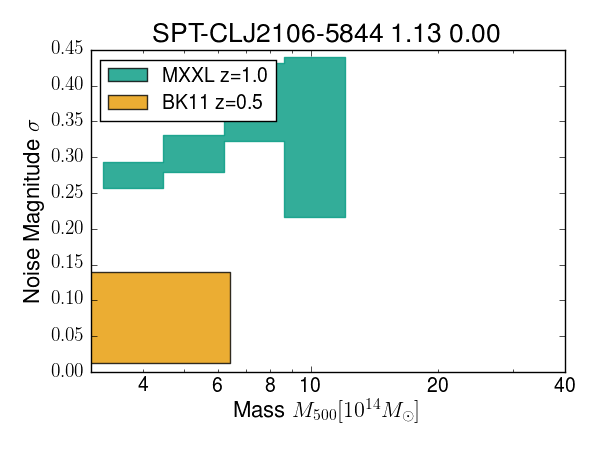 SPT-CLJ2106-5844 1.13 0.00
0.45
0.40
0.35
0.30
0.25
0.20
0.15
0.10
0.05
0.00
Noise Magnitude σ
MXXL z=1.0
BK11 z=0.5
4 6 8 10 20 40
Mass M₅₀₀[10¹⁴M⊙]